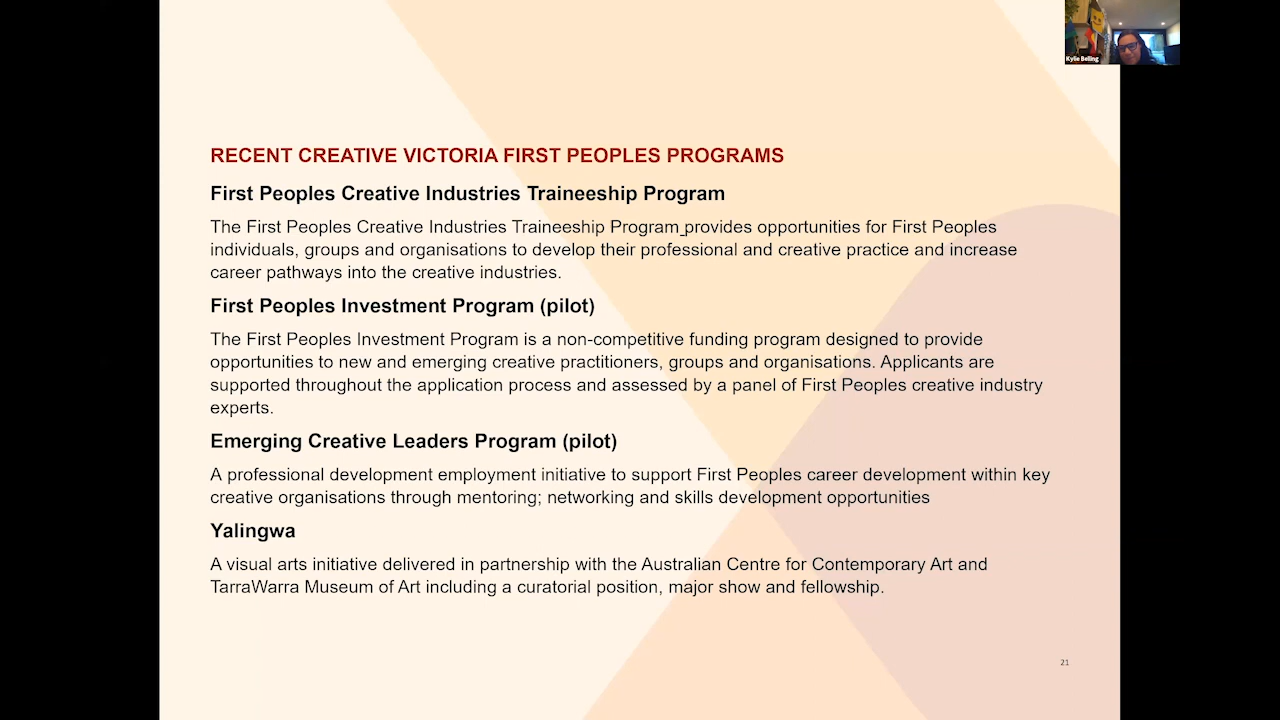 Kylie Belling
RECENT CREATIVE VICTORIA FIRST PEOPLES PROGRAMS
First Peoples Creative Industries Traineeship Program
The First Peoples Creative Industries Traineeship Program provides opportunities for First Peoples
individuals, groups and organisations to develop their professional and creative practice and increase
career pathways into the creative industries.
First Peoples Investment Program (pilot)
The First Peoples Investment Program is a non-competitive funding program designed to provide
opportunities to new and emerging creative practitioners, groups and organisations. Applicants are
supported throughout the application process and assessed by a panel of First Peoples creative industry
experts.
Emerging Creative Leaders Program (pilot)
A professional development employment initiative to support First Peoples career development within key
creative organisations through mentoring; networking and skills development opportunities
Yalingwa
A visual arts initiative delivered in partnership with the Australian Centre for Contemporary Art and
TarraWarra Museum of Art including a curatorial position, major show and fellowship.
21